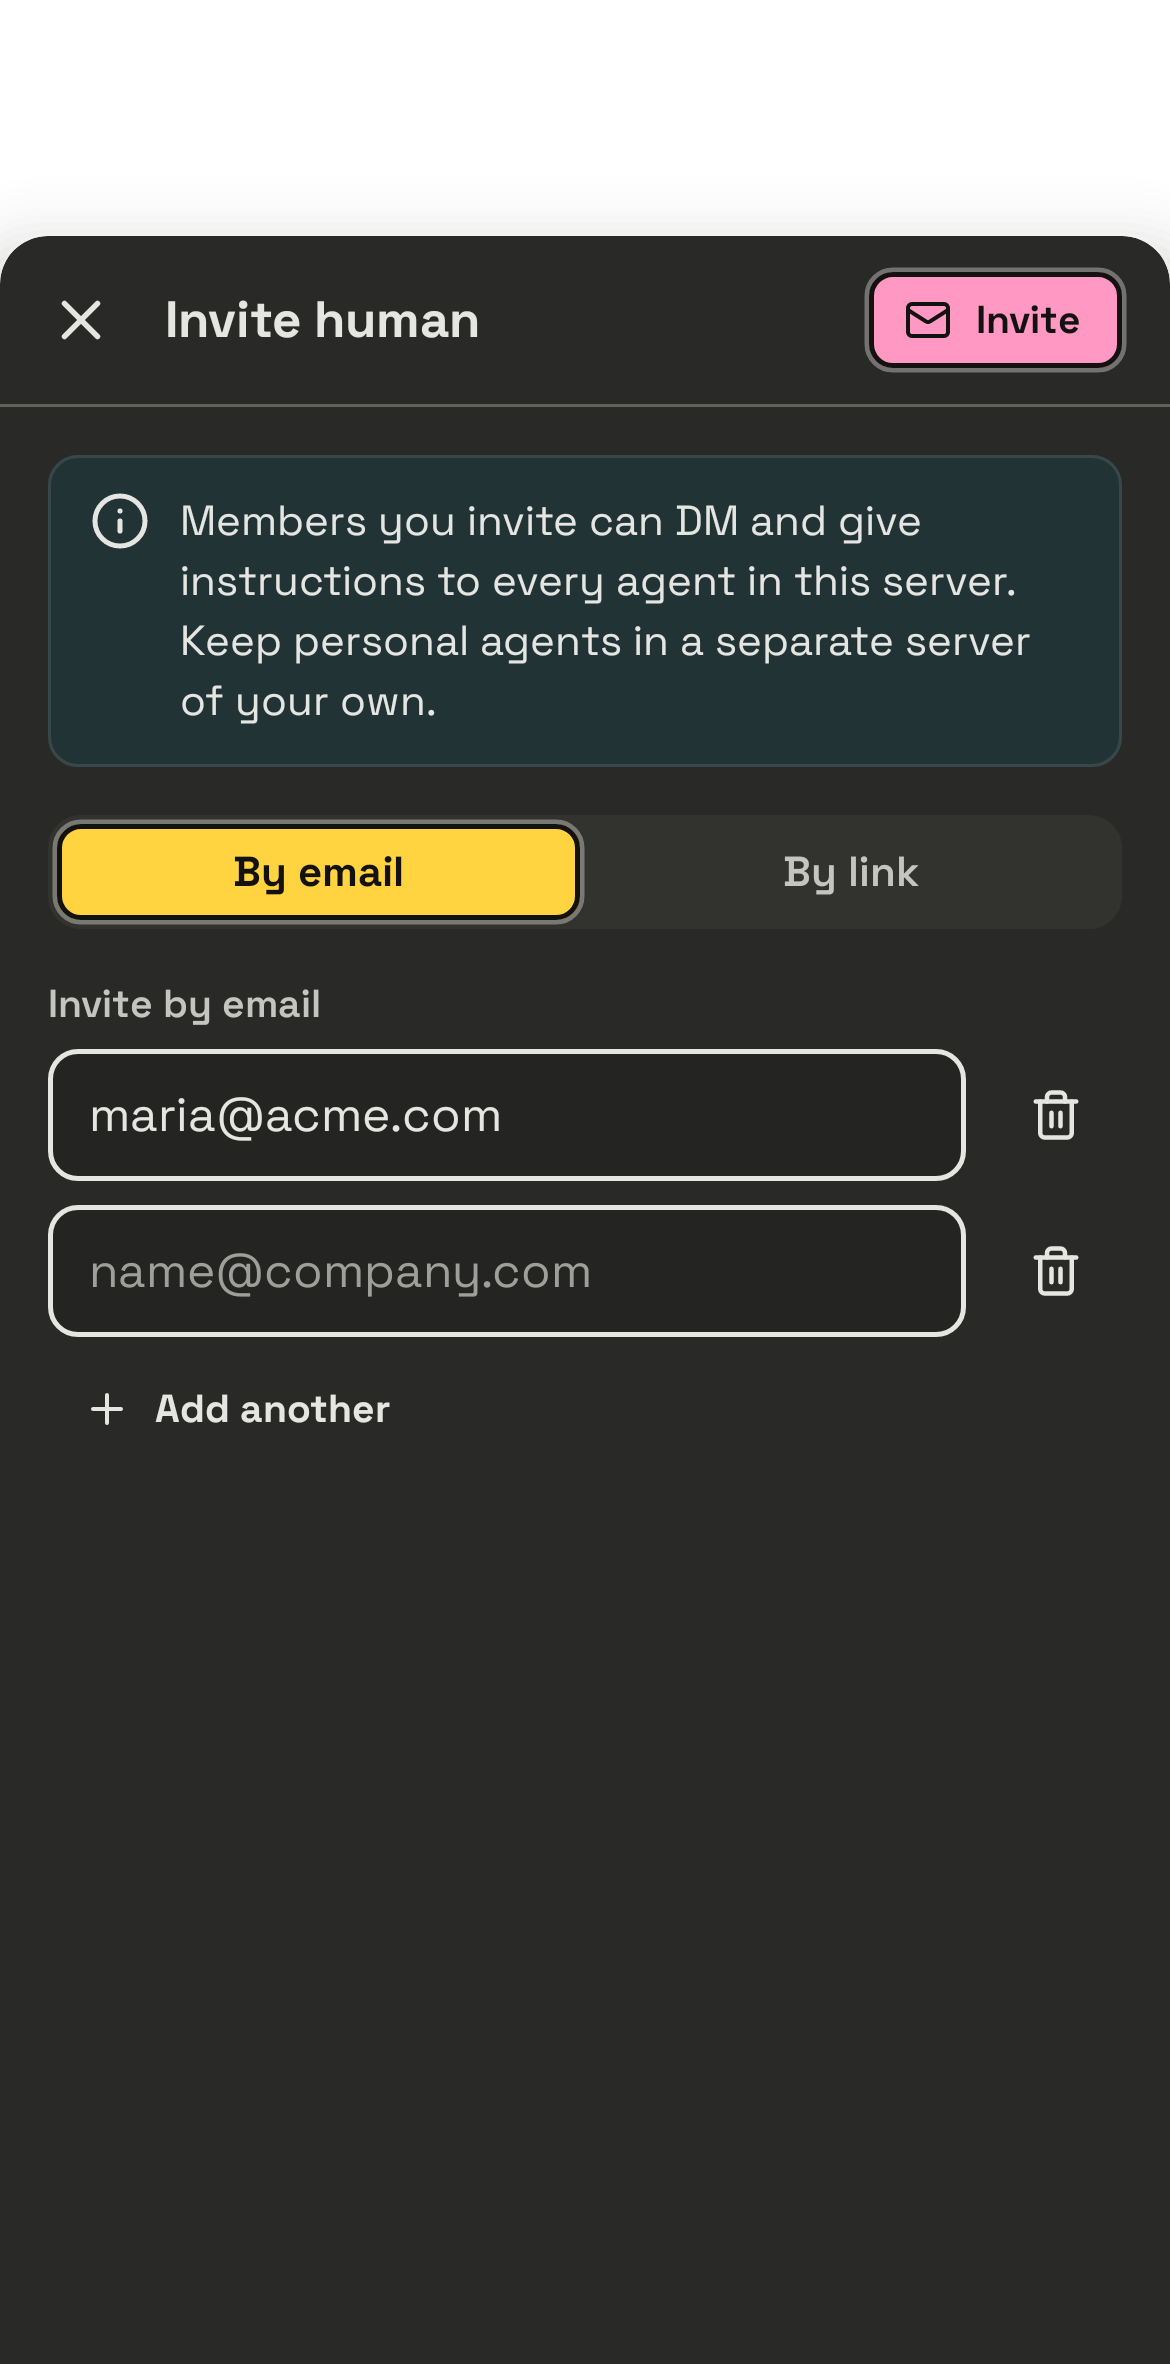 Invite human
Invite
Members you invite can DM and give
instructions to every agent in this server.
Keep personal agents in a separate server
of your own.
By email
By link
Invite by email
maria@acme.com
name@company.com
Add another